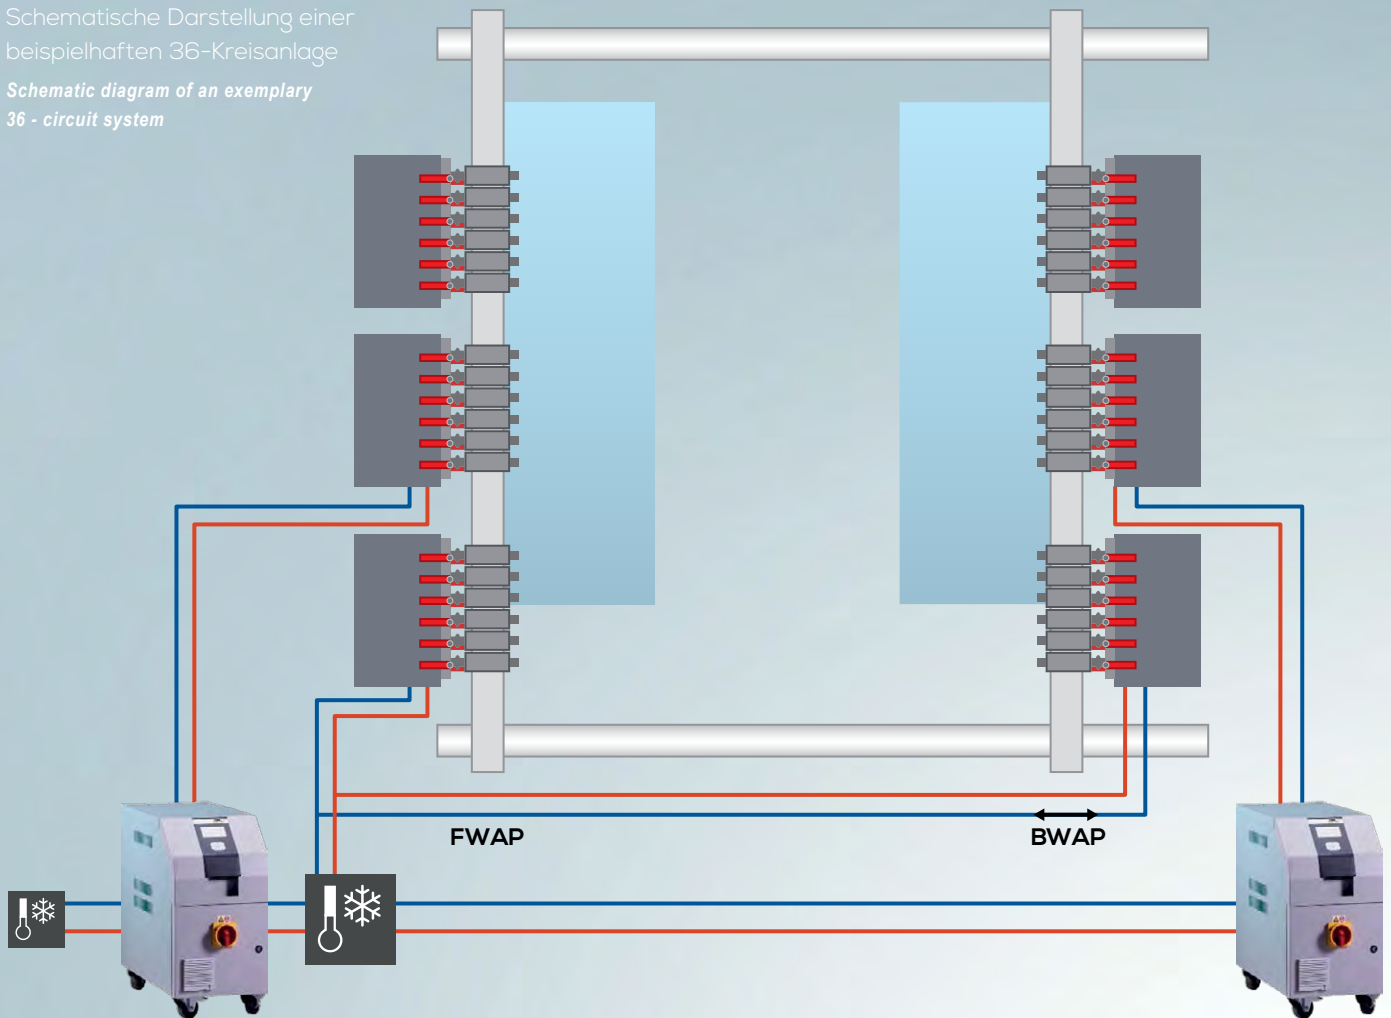 Schematische Darstellung einer
beispielhaften 36-Kreisanlage
Schematic diagram of an exemplary
36 - circuit system
FWAP
BWAP